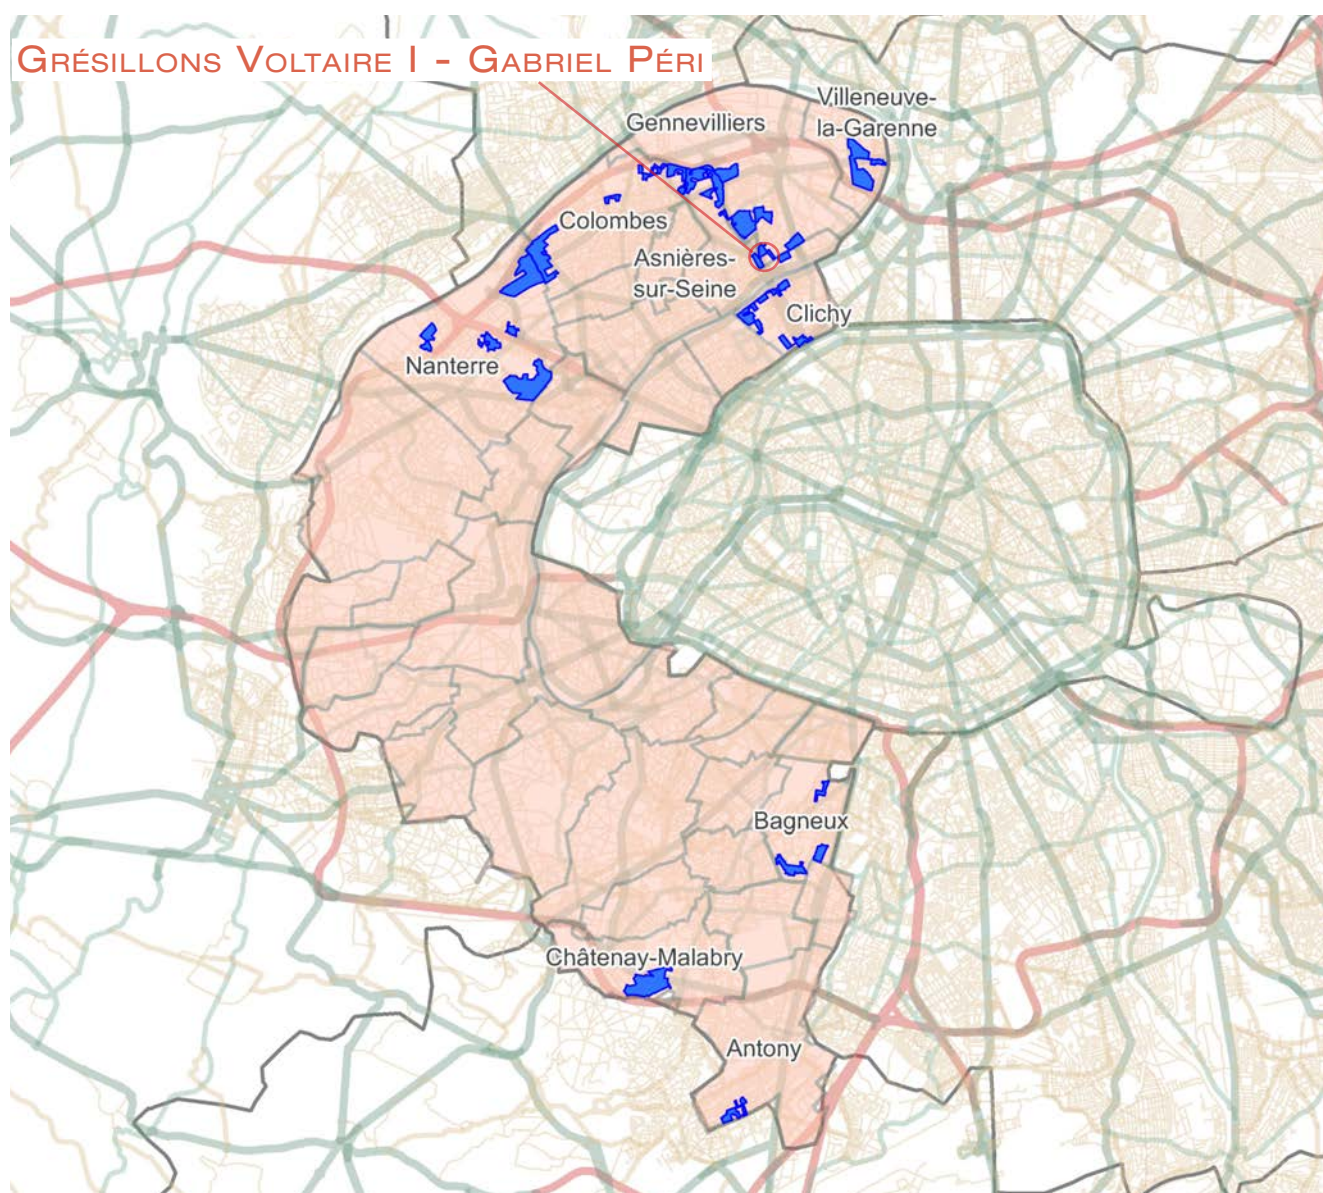 Grésillons Voltaire I - Gabriel Péri
Villeneuve-
la-Garenne
Gennevilliers
Colombes
Asnières-
sur-Seine
Clichy
Nanterre
Bagneux
Châtenay-Malabry
Antony